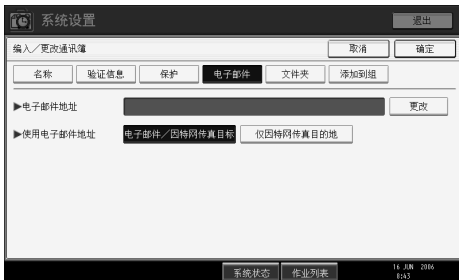 系统设置 退出
编入／更改通讯簿 取消 确定
名称 验证信息 保护 电子邮件 文件夹 添加到组
▶电子邮件地址 更改
▶使用电子邮件地址 电子邮件／因特网传真目标 仅因特网传真目的地
系统状态 作业列表 16 JUN 2006
8:43